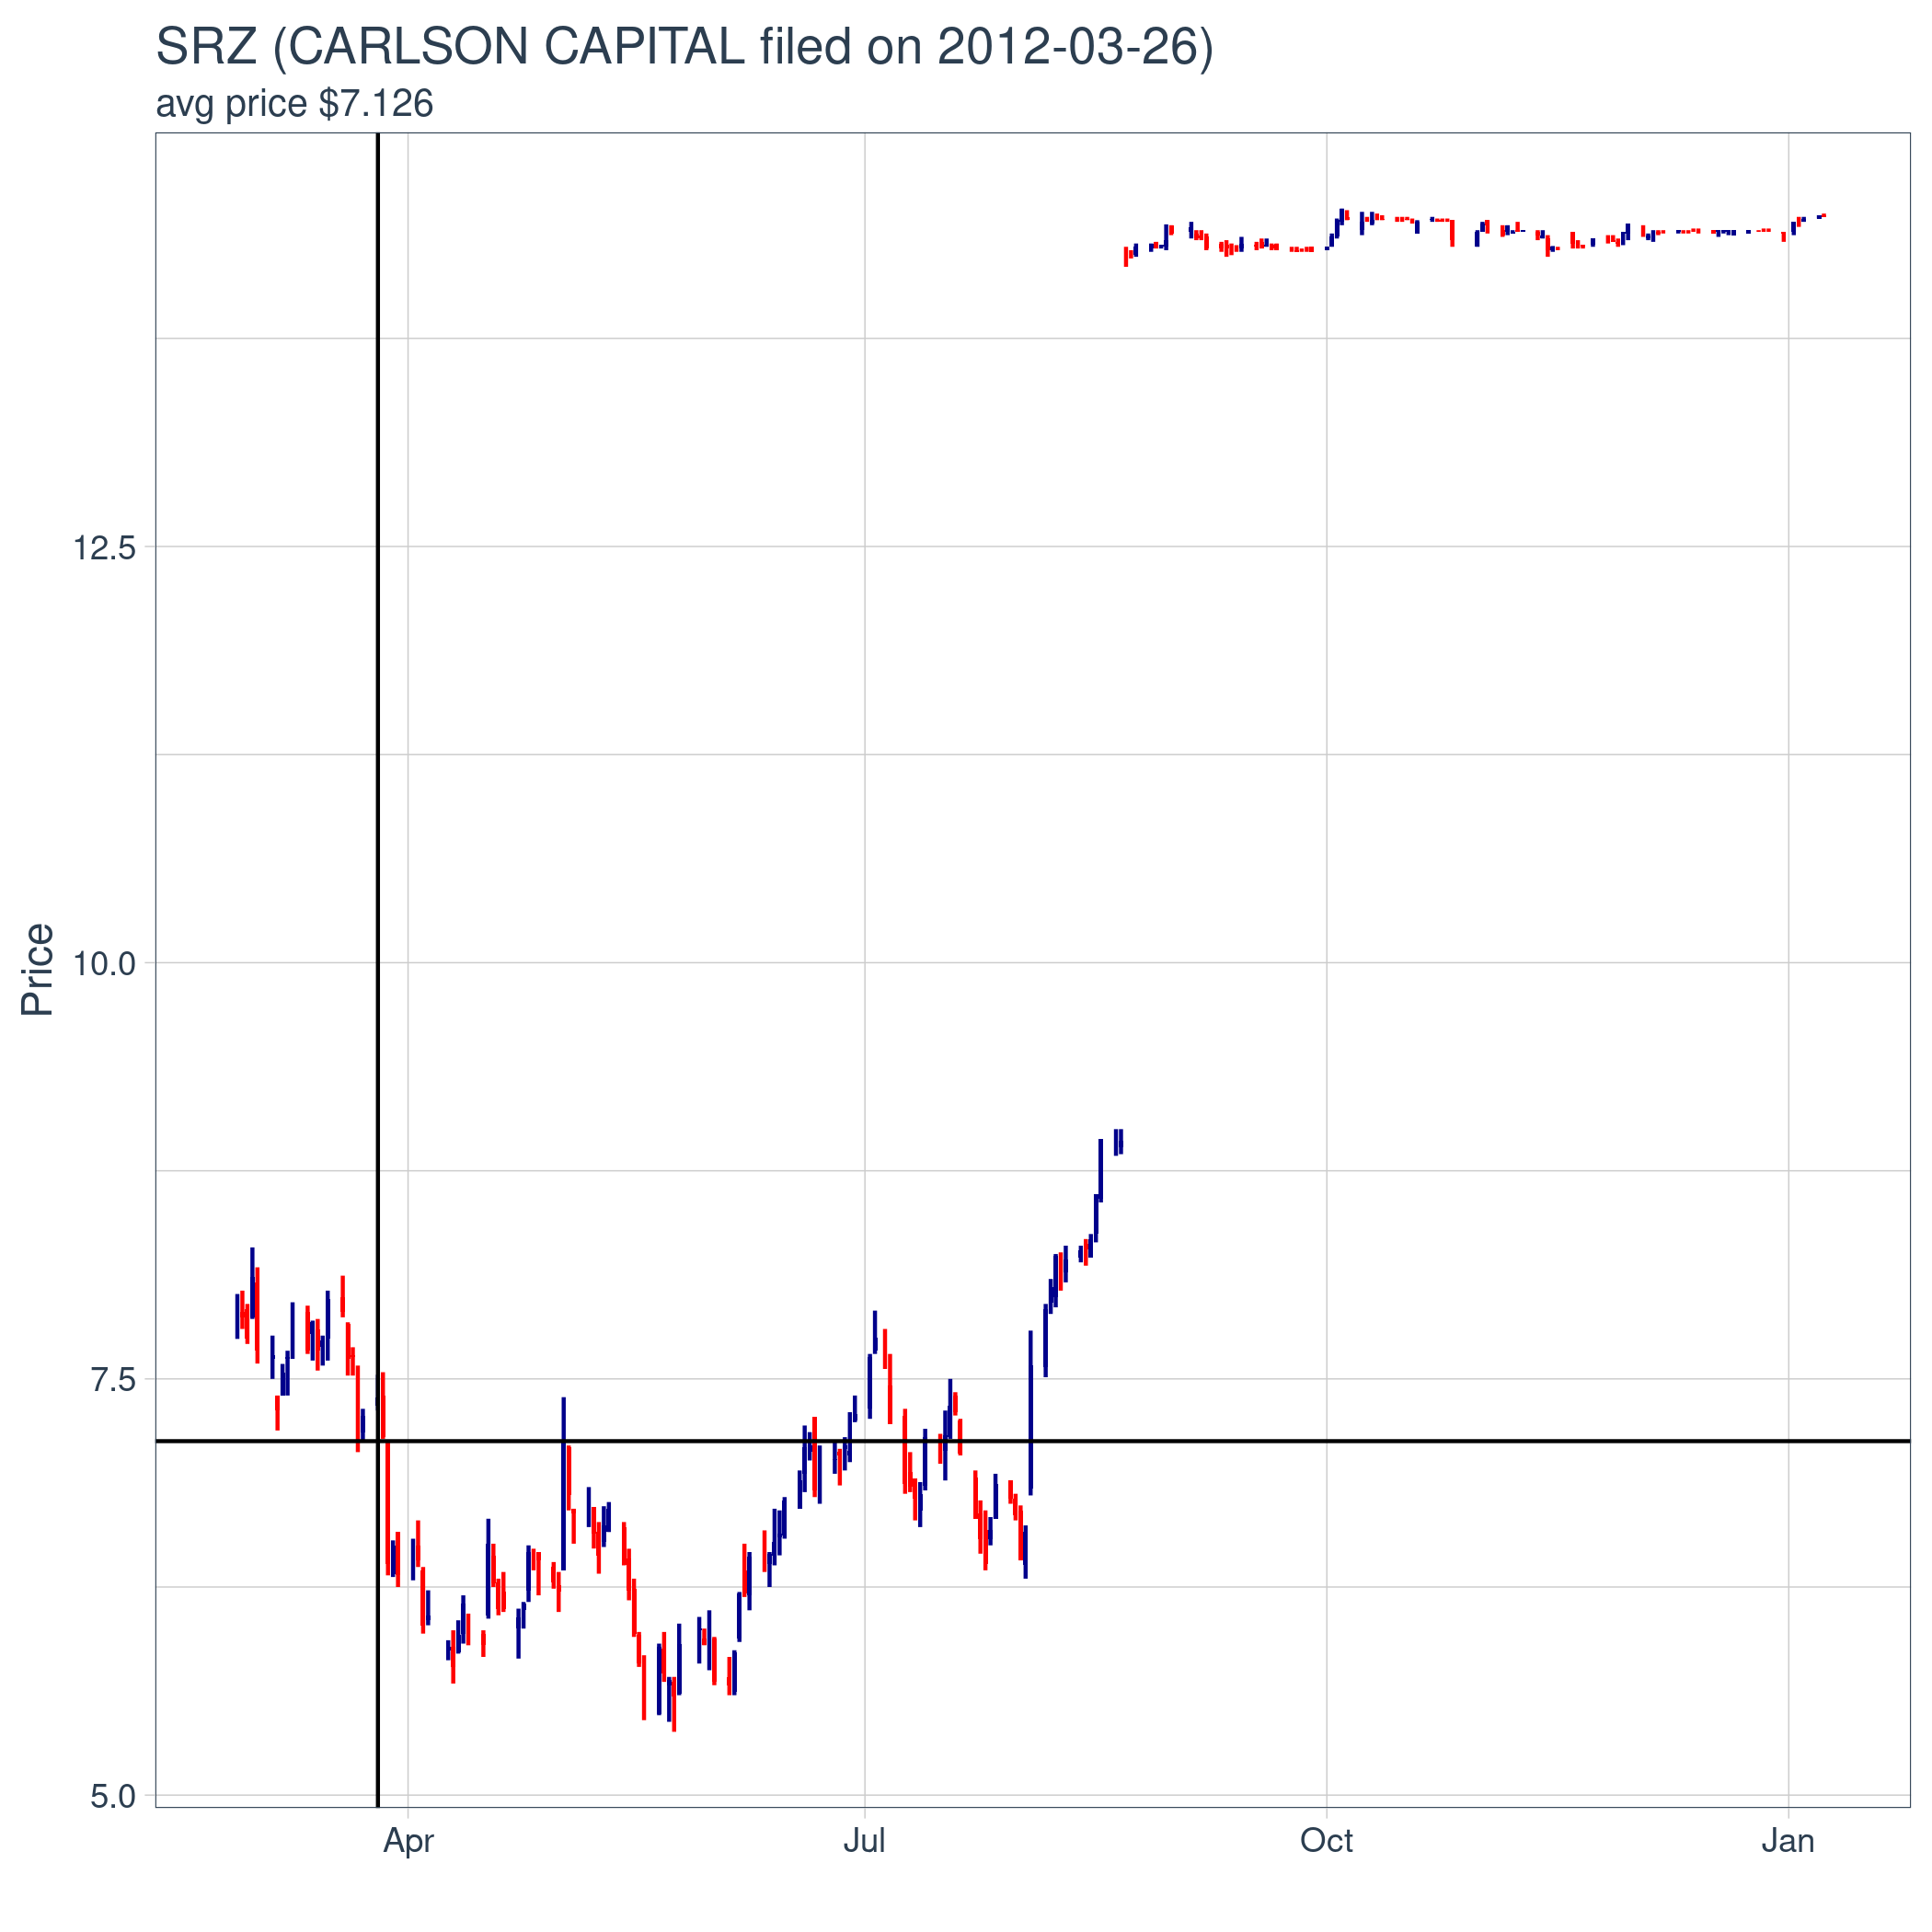 SRZ (CARLSON CAPITAL filed on 2012-03-26)
avg price $7.126
12.5
10.0
7.5
5.0
Price
Apr
Jul
Oct
Jan